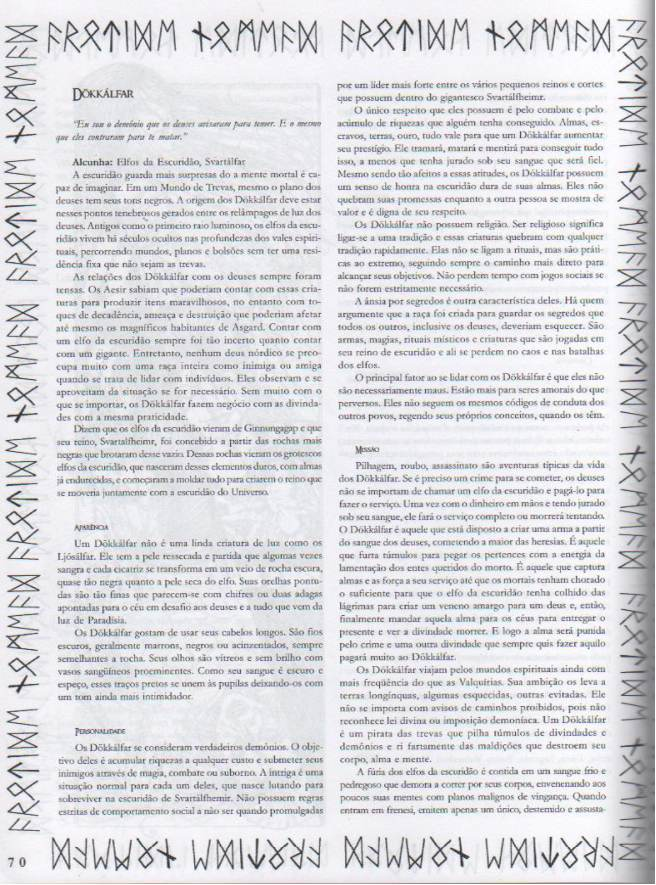 DÖKKÁLFAR
"Eu sou o demônio que os deuses avisaram para temer. E o mesmo
que eles contraram para te matar."
Alcunha: Elfos da Escuridão, Svartálfar
A escuridão guarda mais surpresas do a mente mortal é ca-
paz de imaginar. Em um Mundo de Trevas, mesmo o plano dos
deuses tem seus tons negros. A origem dos Dökkálfar deve estar
nesses pontos tenebrosos gerados entre os relâmpagos de luz dos
deuses. Antigos como o primeiro raio luminoso, os elfos da escu-
ridão vivem há séculos ocultos nas profundezas dos vales espiri-
tuais, percorrendo mundos, planos e bolsões sem ter uma resi-
dência fixa que não sejam as trevas.
As relações dos Dökkálfar com os deuses sempre foram
tensas. Os Aesir sabiam que poderiam contar com essas cria-
turas para produzir itens maravilhosos, no entanto com to-
ques de decadência, ameaça e destruição que poderiam afetar
até mesmo os magníficos habitantes de Asgard. Contar com
um elfo da escuridão sempre foi tão incerto quanto contar
com um gigante. Entretanto, nenhum deus nórdico se preo-
cupa muito com uma raça inteira como inimiga ou amiga
quando se trata de lidar com indivíduos. Eles observam e se
aproveitam da situação se for necessário. Sem muito com o
que se importar, os Dökkálfar fazem negócio com as divinda-
des com a mesma praticidade.
Dizem que os elfos da escuridão vieram de Ginnungagap e que
seu reino, Svartalfheimr, foi concebido a partir das rochas mais
negras que brotaram desse vazio. Dessas rochas vieram os grotescos
elfos da escuridão, que nasceram desses elementos duros, com almas
já endurecidas, e começaram a moldar tudo para criarem o reino que
se moveria juntamente com a escuridão do Universo.
APARÊNCIA
Um Dökkálfar não é uma linda criatura de luz como os
Ljósálfar. Ele tem a pele ressecada e partida que algumas vezes
sangra e cada cicatriz se transforma em um veio de rocha escura,
quase tão negra quanto a pele seca do elfo. Suas orelhas pontu-
das são tão finas que parecem-se com chifres ou duas adagas
apontadas para o céu em desafio aos deuses e a tudo que vem da
luz de Paradísia.
Os Dökkálfar gostam de usar seus cabelos longos. São fios
escuros, geralmente marrons, negros ou acinzentados, sempre
semelhantes a rocha. Seus olhos são vítreos e sem brilho com
vasos sangüíneos proeminentes. Como seu sangue é escuro e
espeço, esses traços pretos se unem às pupilas deixando-os com
um tom ainda mais intimidador.
PERSONALIDADE
Os Dökkálfar se consideram verdadeiros demônios. O obje-
tivo deles é acumular riquezas a qualquer custo e submeter seus
inimigos através de magia, combate ou suborno. A intriga é uma
situação normal para cada um deles, que nasce lutando para
sobreviver na escuridão de Svartálfhemir. Não possuem regras
estritas de comportamento social a não ser quando promulgadas
por um líder mais forte entre os vários pequenos reinos e cortes
que possuem dentro do gigantesco Svartálfheimr.
O único respeito que eles possuem é pelo combate e pelo
acúmulo de riquezas que alguém tenha conseguido. Almas, es-
cravos, terras, ouro, tudo vale para que um Dökkálfar aumentar
seu prestígio. Ele tramará, matará e mentirá para conseguir tudo
isso, a menos que tenha jurado sob seu sangue que será fiel.
Mesmo sendo tão afeitos a essas atitudes, os Dökkálfar possuem
um senso de honra na escuridão dura de suas almas. Eles não
quebram suas promessas enquanto a outra pessoa se mostra de
valor e é digna de seu respeito.
Os Dökkálfar não possuem religião. Ser religioso significa
ligar-se a uma tradição e essas criaturas quebram com qualquer
tradição rapidamente. Elas não se ligam a rituais, mas são práti-
cas ao extremo, seguindo sempre o caminho mais direto para
alcançar seus objetivos. Não perdem tempo com jogos sociais se
não forem estritamente necessário.
A ânsia por segredos é outra característica deles. Há quem
argumente que a raça foi criada para guardar os segredos que
todos os outros, inclusive os deuses, deveriam esquecer. São
armas, magias, rituais místicos e criaturas que são jogadas em
seu reino de escuridão e ali se perdem no caos e nas batalhas
dos elfos.
O principal fator ao se lidar com os Dökkálfar é que eles não
são necessariamente maus. Estão mais para seres amorais do que
perversos. Eles não seguem os mesmos códigos de conduta dos
outros povos, regendo seus próprios conceitos, quando os têm.
MISSÃO
Pilhagem, roubo, assassinato são aventuras típicas da vida
dos Dökkálfar. Se é preciso um crime para se cometer, os deuses
não se importam de chamar um elfo da escuridão e pagá-lo para
fazer o serviço. Uma vez com o dinheiro em mãos e tendo jurado
sob seu sangue, ele fará o serviço completo ou morrerá tentando.
O Dökkálfar é aquele que está disposto a criar uma arma a partir
do sangue dos deuses, cometendo a maior das heresias. É aquele
que furta túmulos para pegar os pertences com a energia da
lamentação dos entes queridos do morto. É aquele que captura
almas e as força a seu serviço até que os mortais tenham chorado
o suficiente para que o elfo da escuridão tenha colhido das
lágrimas para criar um veneno amargo para um deus e, então,
finalmente mandar aquela alma para os céus para entregar o
presente e ver a divindade morrer. E logo a alma será punida
pelo crime e uma outra divindade que sempre quis fazer aquilo
pagará muito ao Dökkálfar.
Os Dökkálfar viajam pelos mundos espirituais ainda com
mais freqüência do que as Valquírias. Sua ambição os leva a
terras longínquas, algumas esquecidas, outras evitadas. Ele
não se importa com avisos de caminhos proibidos, pois não
reconhece lei divina ou imposição demoníaca. Um Dökkálfar
é um pirata das trevas que pilha túmulos de divindades e
demônios e ri fartamente das maldições que destroem seu
corpo, alma e mente.
A fúria dos elfos da escuridão é contida em um sangue frio e
pedregoso que demora a correr por seus corpos, envenenando aos
poucos suas mentes com planos malignos de vingança. Quando
entram em frenesi, emitem apenas um único, destemido e assusta-
70